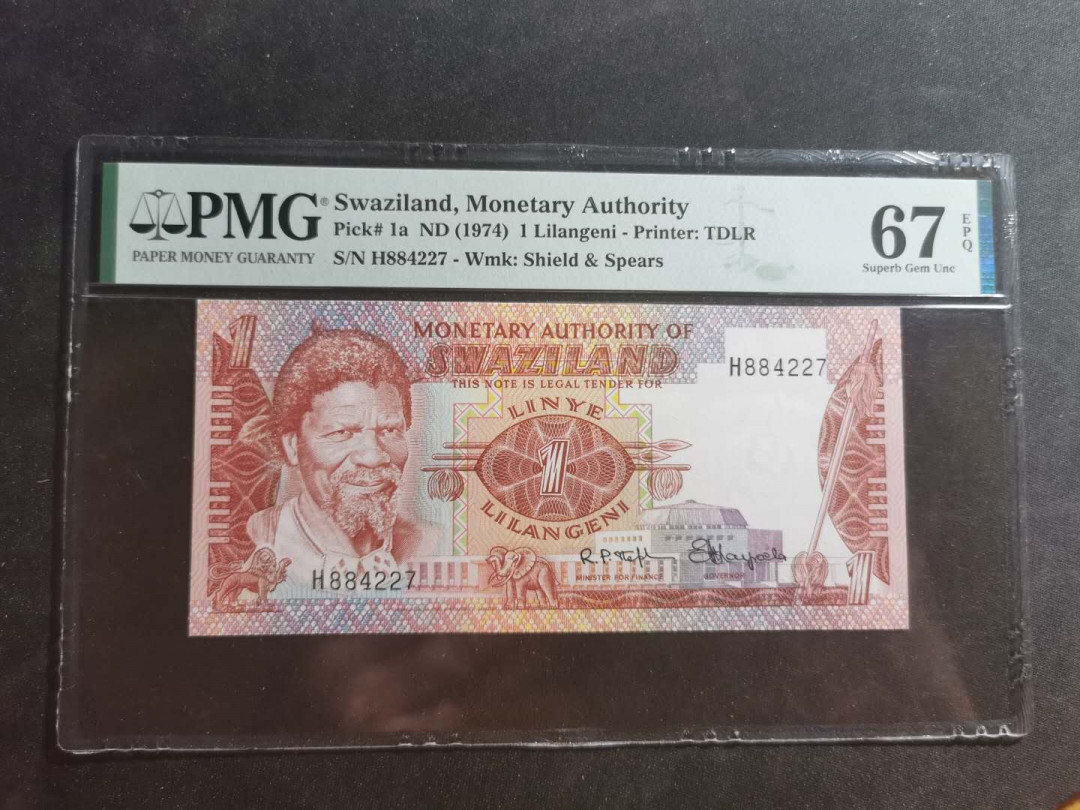 PMG®
PAPER MONEY GUARANTY
Swaziland, Monetary Authority
Pick# 1a ND (1974) 1 Lilangeni - Printer: TDLR
S/N H884227 - Wmk: Shield & Spears
67
EPQ
Superb Gem Unc
1
MONETARY AUTHORITY OF
SWAZILAND
THIS NOTE IS LEGAL TENDER FOR
H884227
LINYE
1
LILANGENI
MINISTER FOR FINANCE
GOVERNOR
H884227
1